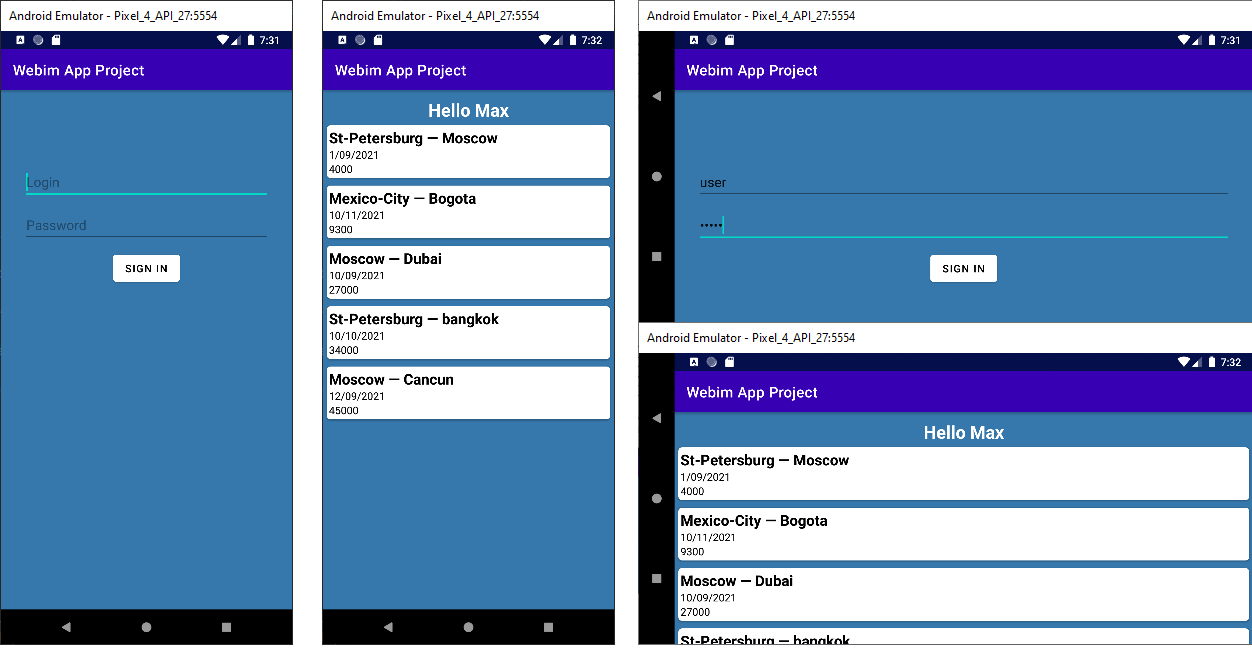 Android Emulator - Pixel_4_API_27:5554
A
7:31
Webim App Project
Login
Password
SIGN IN
Android Emulator - Pixel_4_API_27:5554
A
7:32
Webim App Project
Hello Max
St-Petersburg — Moscow
1/09/2021
4000
Mexico-City — Bogota
10/11/2021
9300
Moscow — Dubai
10/09/2021
27000
St-Petersburg — bangkok
10/10/2021
34000
Moscow — Cancun
12/09/2021
45000
Android Emulator - Pixel_4_API_27:5554
A
7:31
Webim App Project
user
•••••
SIGN IN
Android Emulator - Pixel_4_API_27:5554
A
7:32
Webim App Project
Hello Max
St-Petersburg — Moscow
1/09/2021
4000
Mexico-City — Bogota
10/11/2021
9300
Moscow — Dubai
10/09/2021
27000
St-Petersburg — bangkok